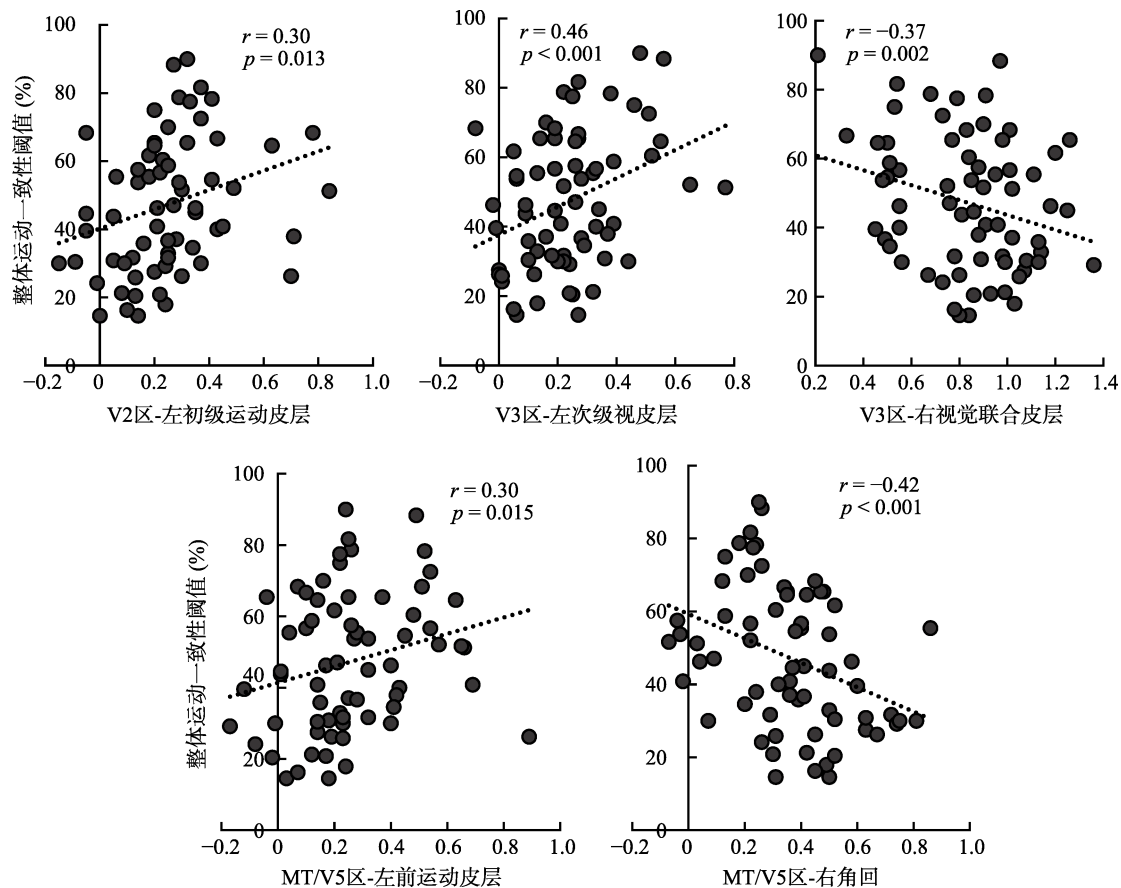 整体运动一致性阈值 (%)
100
80
60
40
20
0
r = 0.30
p = 0.013
−0.2 0 0.2 0.4 0.6 0.8 1.0
V2区-左初级运动皮层
100
80
60
40
20
0
r = 0.46
p < 0.001
−0.2 0 0.2 0.4 0.6 0.8
V3区-左次级视皮层
100
80
60
40
20
0
r = −0.37
p = 0.002
0.2 0.4 0.6 0.8 1.0 1.2 1.4
V3区-右视觉联合皮层
整体运动一致性阈值 (%)
100
80
60
40
20
0
r = 0.30
p = 0.015
−0.2 0 0.2 0.4 0.6 0.8 1.0
MT/V5区-左前运动皮层
100
80
60
40
20
0
r = −0.42
p < 0.001
−0.2 0 0.2 0.4 0.6 0.8 1.0
MT/V5区-右角回